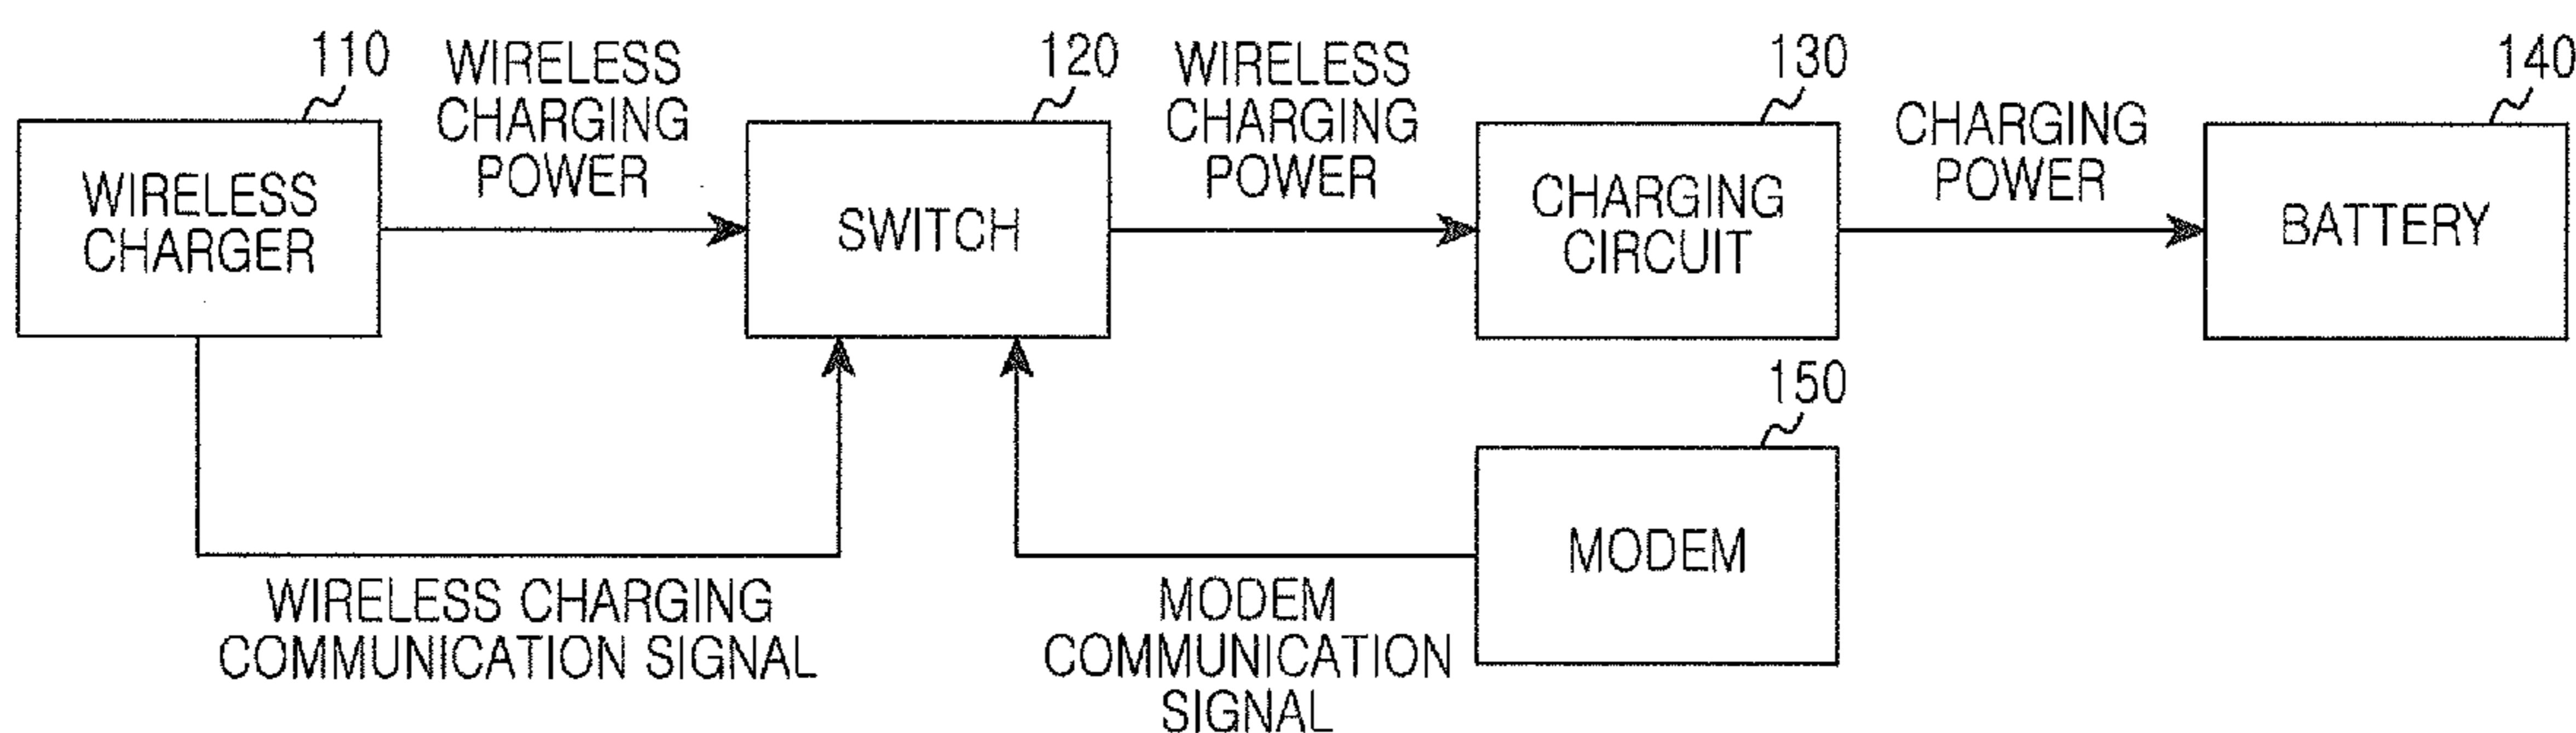 110
WIRELESS
CHARGING
POWER
120
WIRELESS
CHARGING
POWER
130
CHARGING
POWER
140
WIRELESS
CHARGER
SWITCH
CHARGING
CIRCUIT
BATTERY
150
MODEM
WIRELESS CHARGING
COMMUNICATION SIGNAL
MODEM
COMMUNICATION
SIGNAL